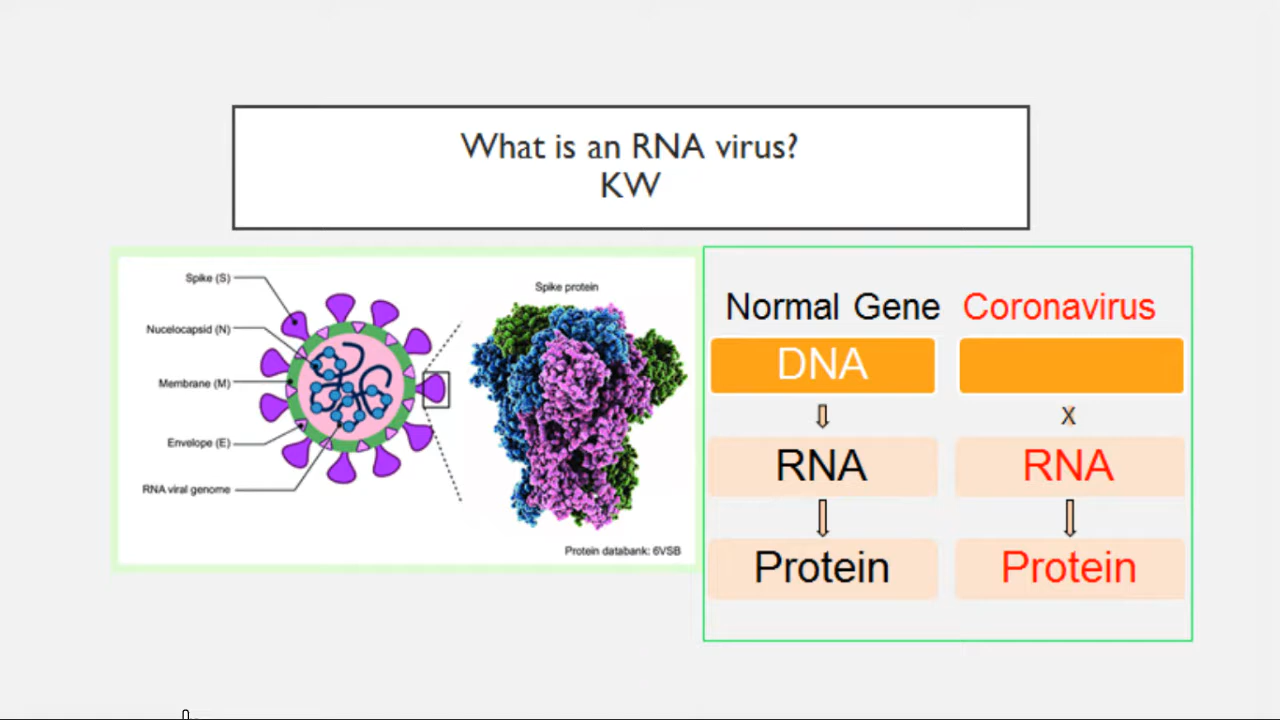 What is an RNA virus?
KW
Spike (S)
Nucelocapsid (N)
Membrane (M)
Envelope (E)
RNA viral genome
Spike protein
Protein databank: 6VSB
Normal Gene Coronavirus
DNA
X
RNA RNA
Protein Protein